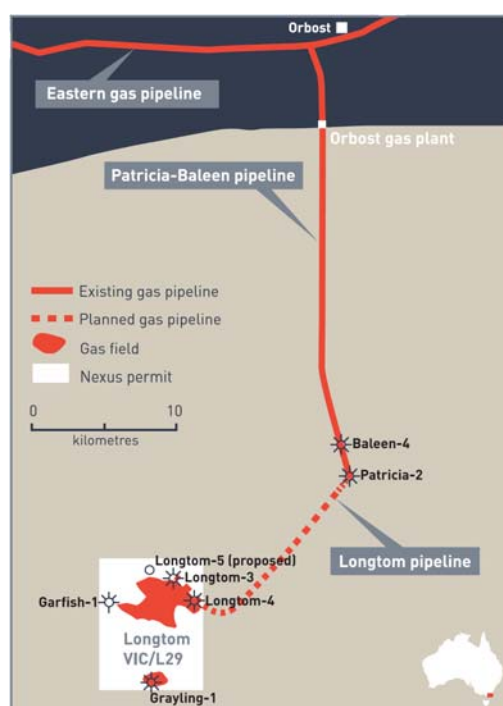 Orbost
Eastern gas pipeline
Orbost gas plant
Patricia-Baleen pipeline
Existing gas pipeline
Planned gas pipeline
Gas field
Nexus permit
0 10
kilometres
Baleen-4
Patricia-2
Longtom pipeline
Longtom-5 (proposed)
Longtom-3
Garfish-1
Longtom-4
Longtom
VIC/L29
Grayling-1